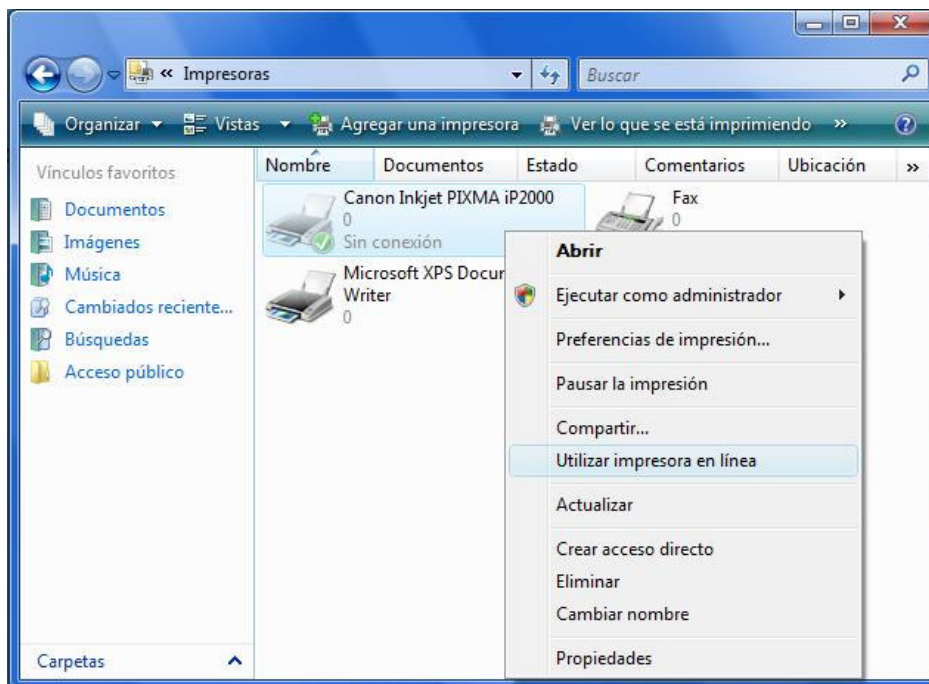 « Impresoras
Buscar
Organizar Vistas Agregar una impresora Ver lo que se está imprimiendo »
Vínculos favoritos
Documentos
Imágenes
Música
Cambiados reciente...
Búsquedas
Acceso público
Carpetas
Nombre Documentos Estado Comentarios Ubicación »
Canon Inkjet PIXMA iP2000
0
Sin conexión
Fax
0
Microsoft XPS Docu
Writer
0
Abrir
Ejecutar como administrador
Preferencias de impresión...
Pausar la impresión
Compartir...
Utilizar impresora en línea
Actualizar
Crear acceso directo
Eliminar
Cambiar nombre
Propiedades